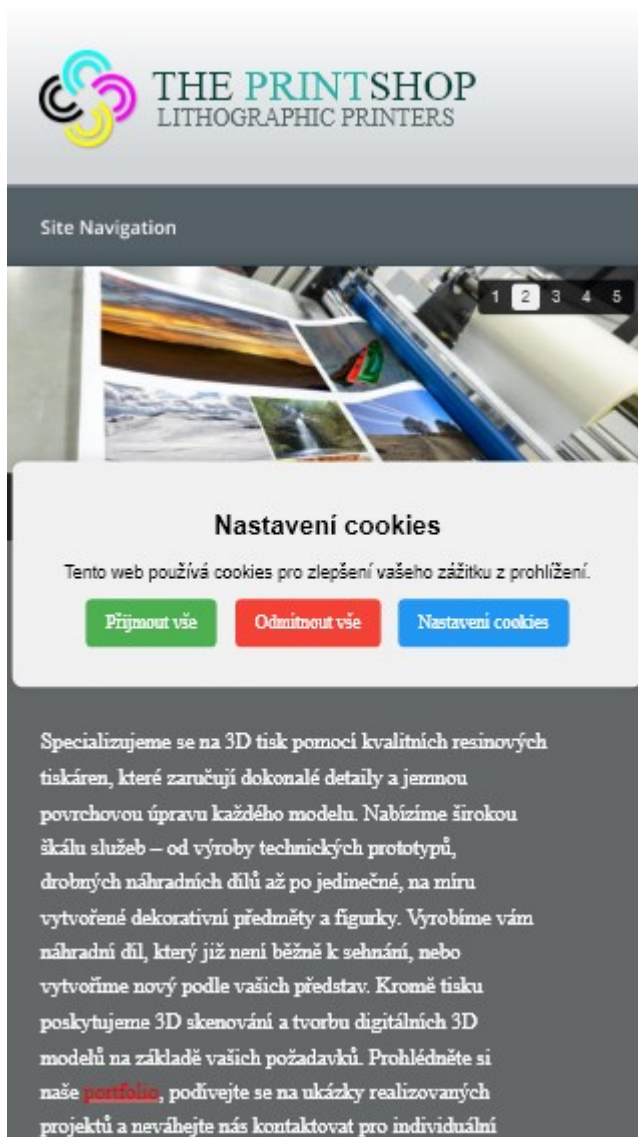 THE PRINTSHOP
LITHOGRAPHIC PRINTERS
Site Navigation
1 2 3 4 5
Nastavení cookies
Tento web používá cookies pro zlepšení vašeho zážitku z prohlížení.
Přijmout vše Odmítnout vše Nastavení cookies
Specializujeme se na 3D tisk pomocí kvalitních resinových
tiskáren, které zaručují dokonalé detaily a jemnou
povrchovou úpravu každého modelu. Nabízíme širokou
škálu služeb – od výroby technických prototypů,
drobných náhradních dílů až po jedinečné, na míru
vytvořené dekorativní předměty a figurky. Vyrobíme vám
náhradní díl, který již není běžně k sehnání, nebo
vytvoříme nový podle vašich představ. Kromě tisku
poskytujeme 3D skenování a tvorbu digitálních 3D
modelů na základě vašich požadavků. Prohlédněte si
naše portfolio, podívejte se na ukázky realizovaných
projektů a neváhejte nás kontaktovat pro individuální